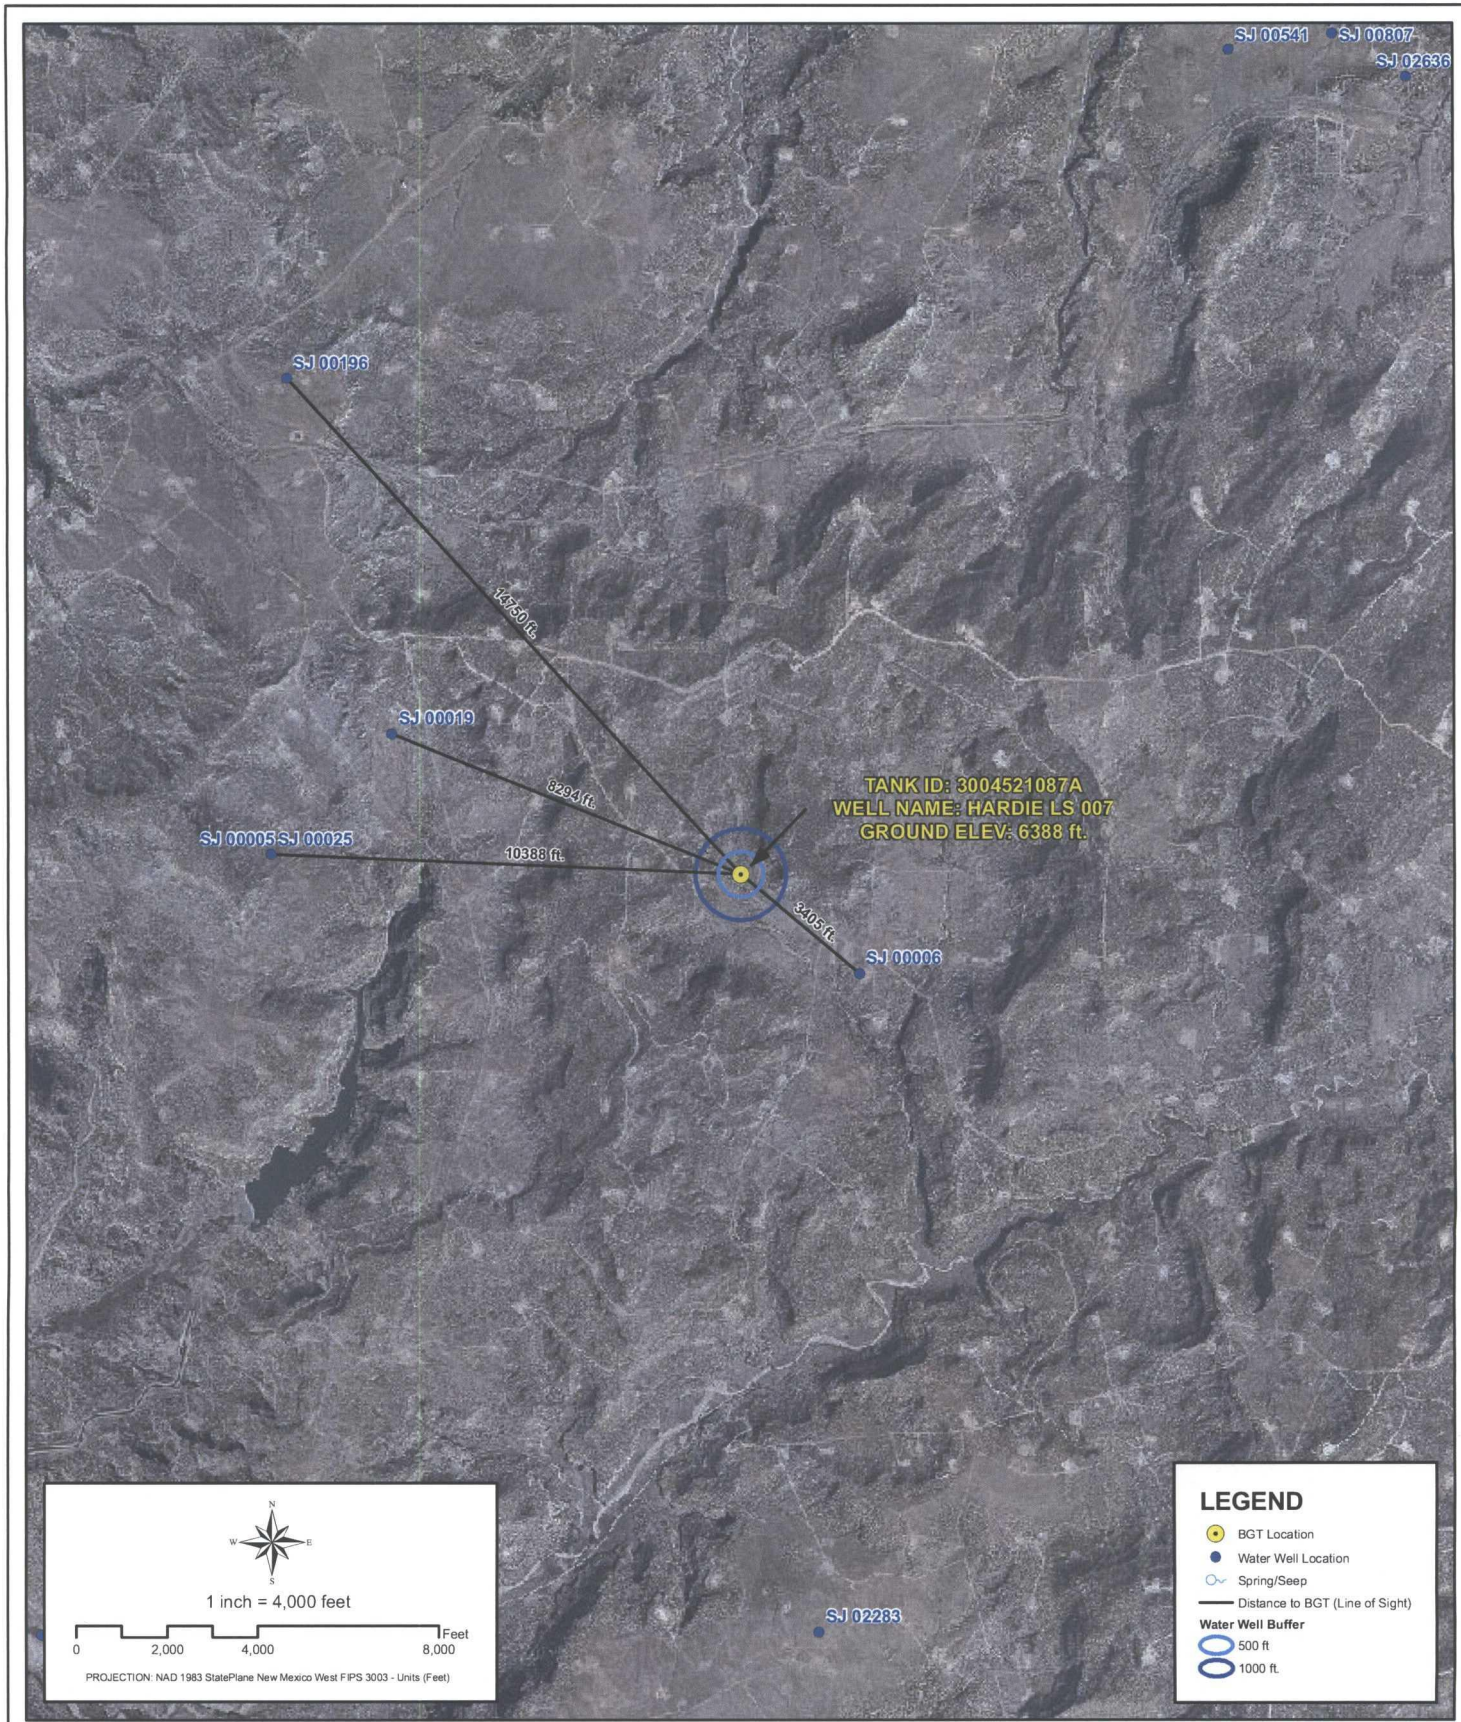 SJ 00541
SJ 00807
SJ 02636
SJ 00196
14750 ft.
SJ 00019
8294 ft.
TANK ID: 3004521087A
WELL NAME: HARDIE LS 007
GROUND ELEV: 6388 ft.
SJ 00005 SJ 00025
10388 ft.
3405 ft.
SJ 00006
SJ 02283
N
W E
S
1 inch = 4,000 feet
Feet
0 2,000 4,000 8,000
PROJECTION: NAD 1983 StatePlane New Mexico West FIPS 3003 - Units (Feet)
LEGEND
BGT Location
Water Well Location
Spring/Seep
Distance to BGT (Line of Sight)
Water Well Buffer
500 ft
1000 ft.